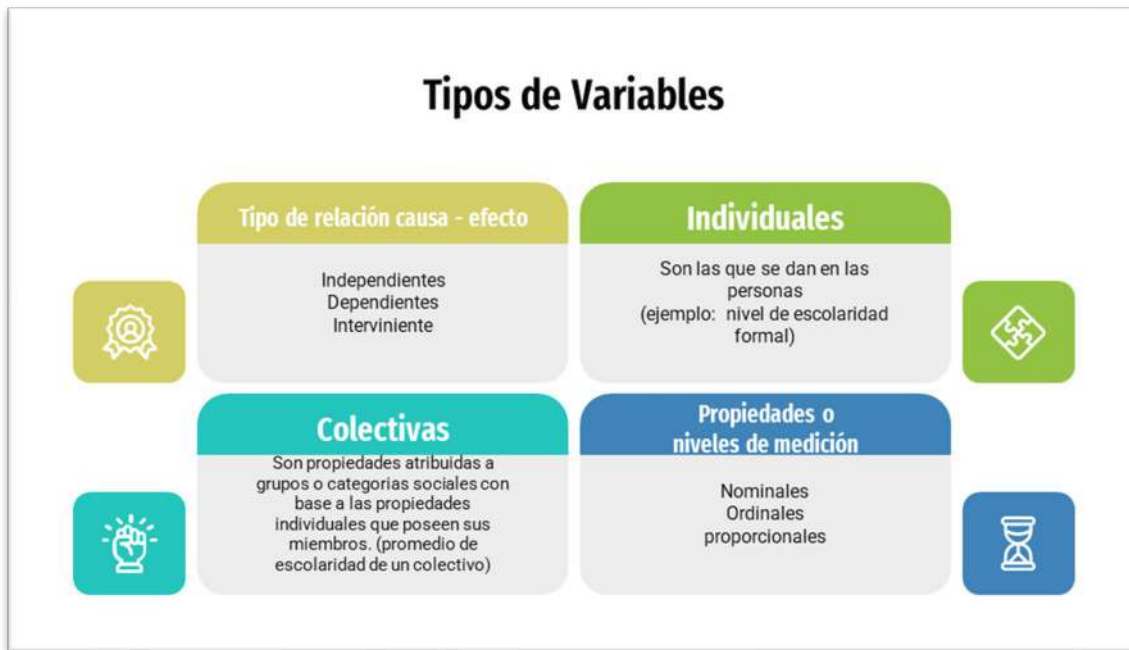 Tipos de Variables
Tipo de relación causa - efecto
Independientes
Dependientes
Interviniente
Individuales
Son las que se dan en las
personas
(ejemplo: nivel de escolaridad
formal)
Colectivas
Son propiedades atribuidas a
grupos o categorias sociales con
base a las propiedades
individuales que poseen sus
miembros. (promedio de
escolaridad de un colectivo)
Propiedades o
niveles de medición
Nominales
Ordinales
proporcionales